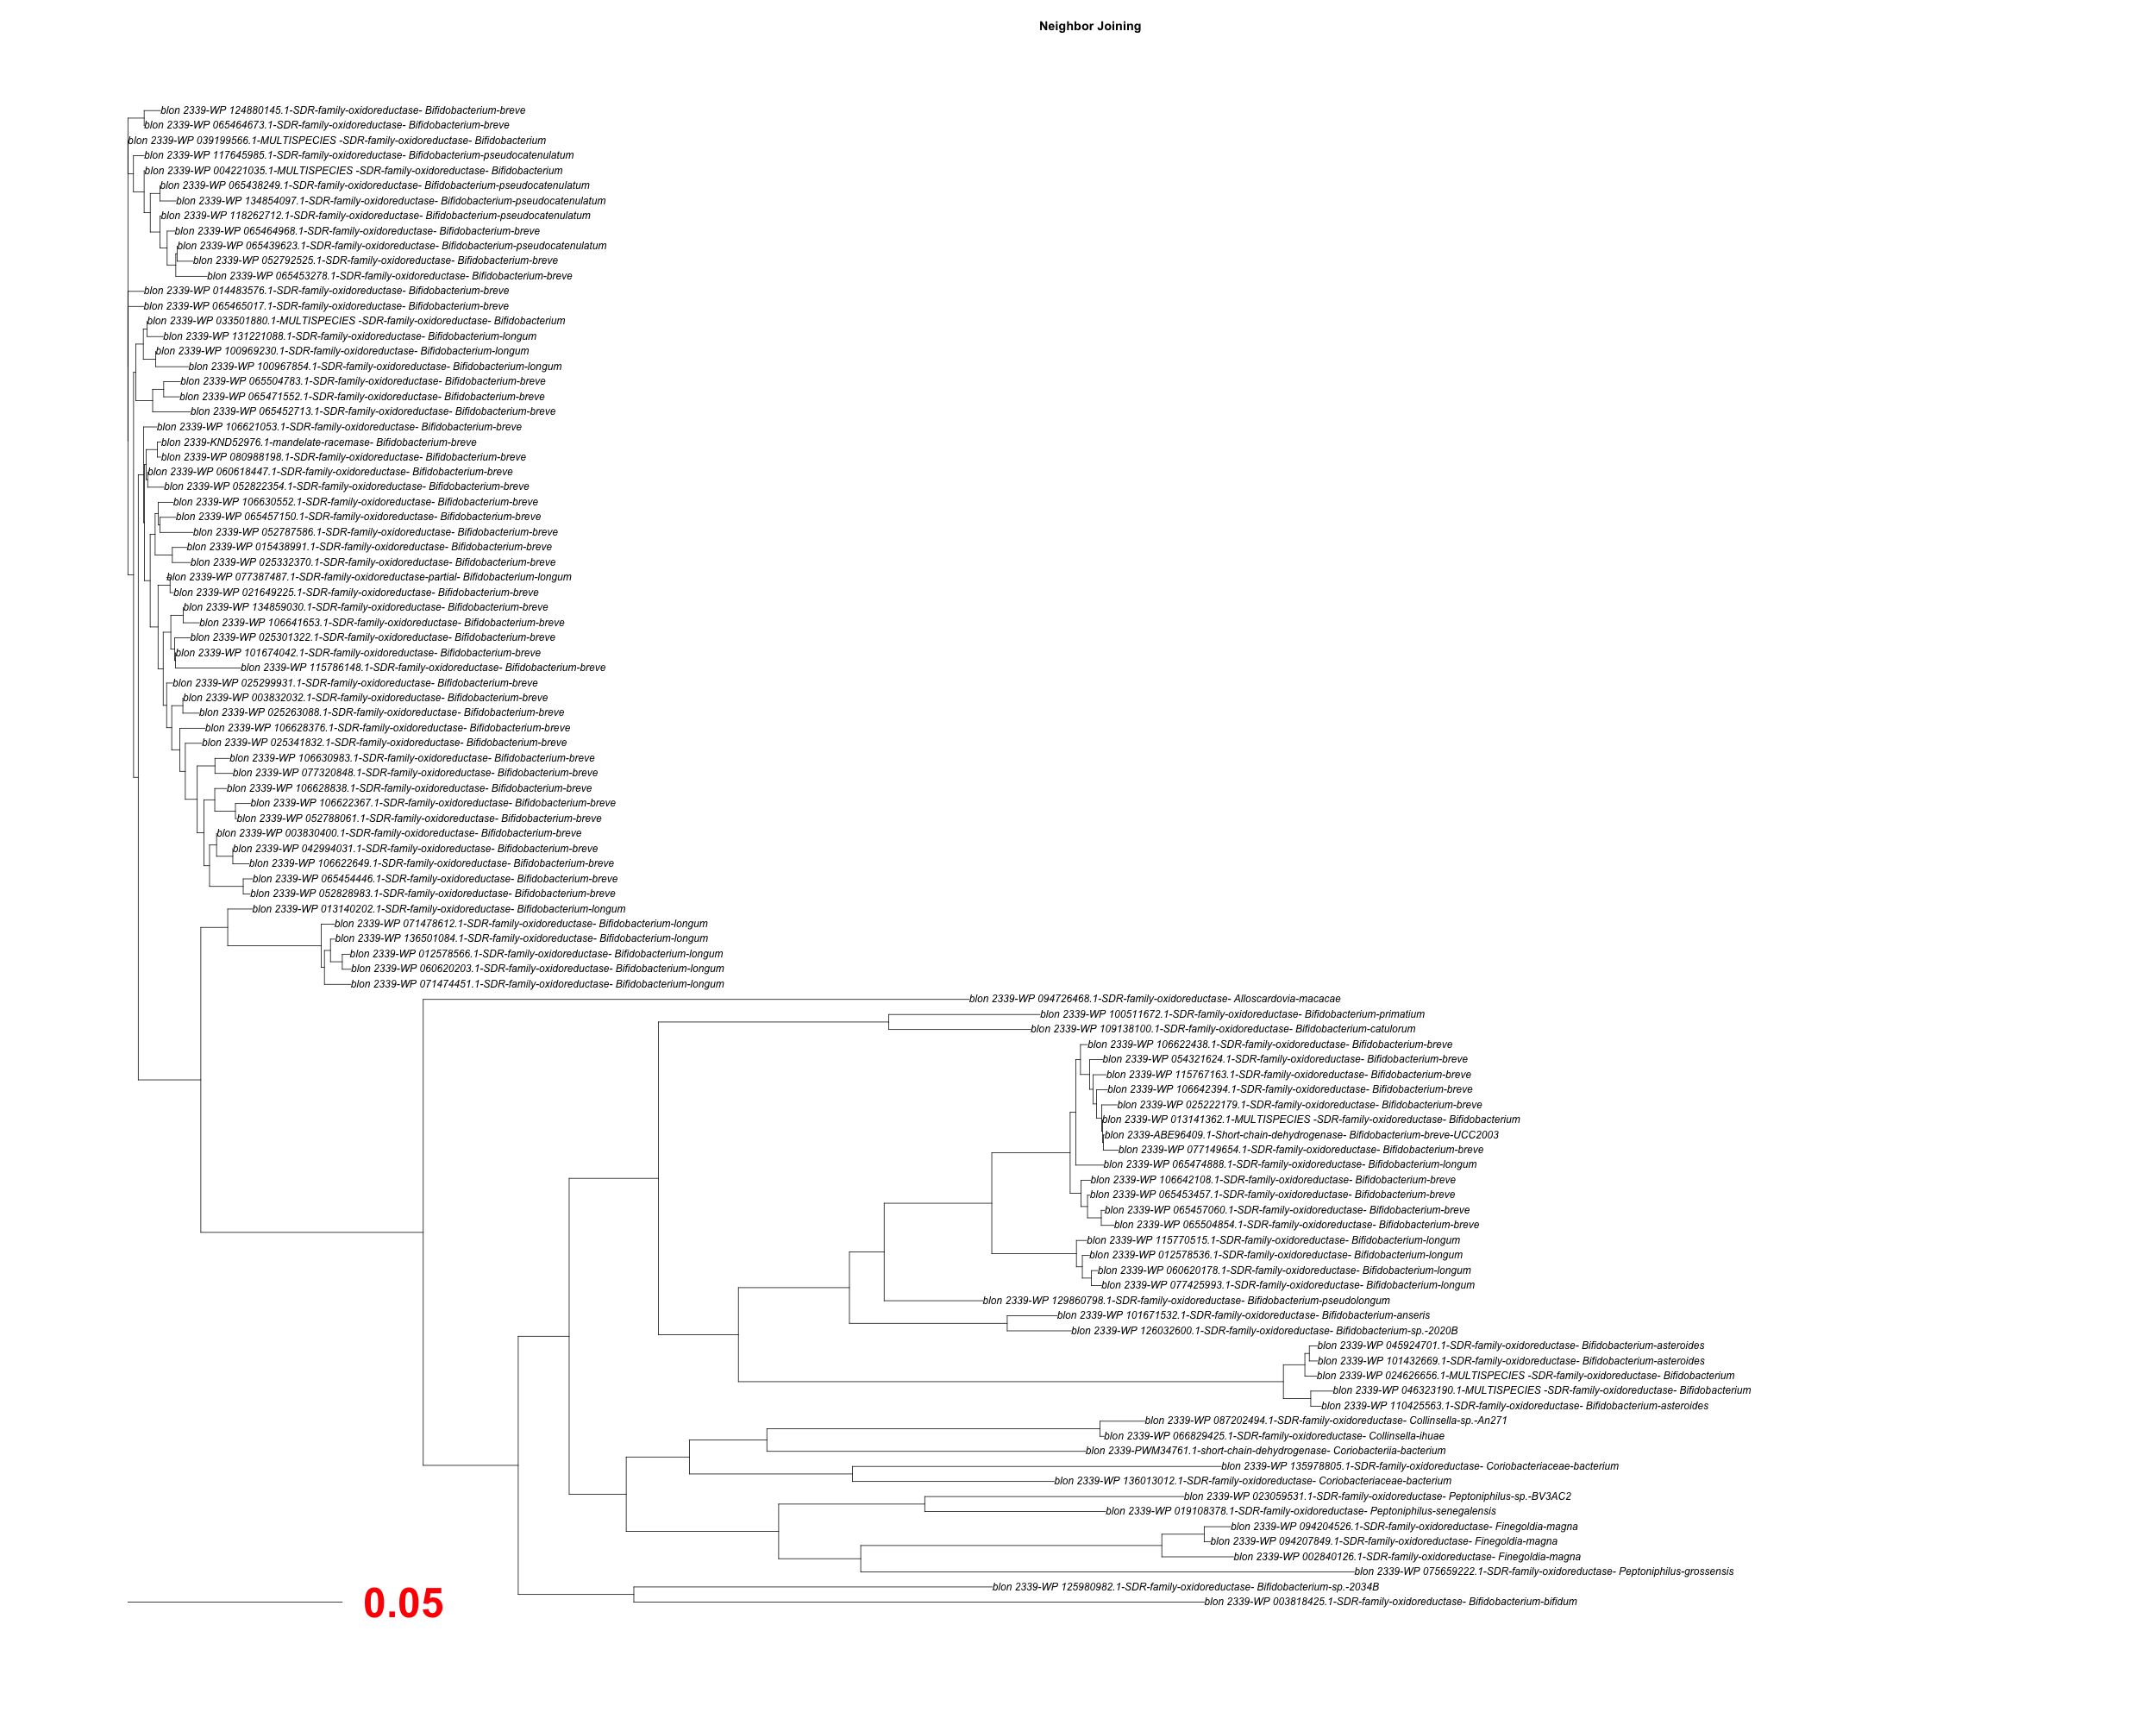 Neighbor Joining
blon 2339-WP 124880145.1-SDR-family-oxidoreductase- Bifidobacterium-breve
blon 2339-WP 065464673.1-SDR-family-oxidoreductase- Bifidobacterium-breve
blon 2339-WP 039199566.1-MULTISPECIES -SDR-family-oxidoreductase- Bifidobacterium
blon 2339-WP 117645985.1-SDR-family-oxidoreductase- Bifidobacterium-pseudocatenulatum
blon 2339-WP 004221035.1-MULTISPECIES -SDR-family-oxidoreductase- Bifidobacterium
blon 2339-WP 065438249.1-SDR-family-oxidoreductase- Bifidobacterium-pseudocatenulatum
blon 2339-WP 134854097.1-SDR-family-oxidoreductase- Bifidobacterium-pseudocatenulatum
blon 2339-WP 118262712.1-SDR-family-oxidoreductase- Bifidobacterium-pseudocatenulatum
blon 2339-WP 065464968.1-SDR-family-oxidoreductase- Bifidobacterium-breve
blon 2339-WP 065439623.1-SDR-family-oxidoreductase- Bifidobacterium-pseudocatenulatum
blon 2339-WP 052792525.1-SDR-family-oxidoreductase- Bifidobacterium-breve
blon 2339-WP 065453278.1-SDR-family-oxidoreductase- Bifidobacterium-breve
blon 2339-WP 014483576.1-SDR-family-oxidoreductase- Bifidobacterium-breve
blon 2339-WP 065465017.1-SDR-family-oxidoreductase- Bifidobacterium-breve
blon 2339-WP 033501880.1-MULTISPECIES -SDR-family-oxidoreductase- Bifidobacterium
blon 2339-WP 131221088.1-SDR-family-oxidoreductase- Bifidobacterium-longum
blon 2339-WP 100969230.1-SDR-family-oxidoreductase- Bifidobacterium-longum
blon 2339-WP 100967854.1-SDR-family-oxidoreductase- Bifidobacterium-longum
blon 2339-WP 065504783.1-SDR-family-oxidoreductase- Bifidobacterium-breve
blon 2339-WP 065471552.1-SDR-family-oxidoreductase- Bifidobacterium-breve
blon 2339-WP 065452713.1-SDR-family-oxidoreductase- Bifidobacterium-breve
blon 2339-WP 106621053.1-SDR-family-oxidoreductase- Bifidobacterium-breve
blon 2339-KND52976.1-mandelate-racemase- Bifidobacterium-breve
blon 2339-WP 080988198.1-SDR-family-oxidoreductase- Bifidobacterium-breve
blon 2339-WP 060618447.1-SDR-family-oxidoreductase- Bifidobacterium-breve
blon 2339-WP 052822354.1-SDR-family-oxidoreductase- Bifidobacterium-breve
blon 2339-WP 106630552.1-SDR-family-oxidoreductase- Bifidobacterium-breve
blon 2339-WP 065457150.1-SDR-family-oxidoreductase- Bifidobacterium-breve
blon 2339-WP 052787586.1-SDR-family-oxidoreductase- Bifidobacterium-breve
blon 2339-WP 015438991.1-SDR-family-oxidoreductase- Bifidobacterium-breve
blon 2339-WP 025332370.1-SDR-family-oxidoreductase- Bifidobacterium-breve
blon 2339-WP 077387487.1-SDR-family-oxidoreductase-partial- Bifidobacterium-longum
blon 2339-WP 021649225.1-SDR-family-oxidoreductase- Bifidobacterium-breve
blon 2339-WP 134859030.1-SDR-family-oxidoreductase- Bifidobacterium-breve
blon 2339-WP 106641653.1-SDR-family-oxidoreductase- Bifidobacterium-breve
blon 2339-WP 025301322.1-SDR-family-oxidoreductase- Bifidobacterium-breve
blon 2339-WP 101674042.1-SDR-family-oxidoreductase- Bifidobacterium-breve
blon 2339-WP 115786148.1-SDR-family-oxidoreductase- Bifidobacterium-breve
blon 2339-WP 025299931.1-SDR-family-oxidoreductase- Bifidobacterium-breve
blon 2339-WP 003832032.1-SDR-family-oxidoreductase- Bifidobacterium-breve
blon 2339-WP 025263088.1-SDR-family-oxidoreductase- Bifidobacterium-breve
blon 2339-WP 106628376.1-SDR-family-oxidoreductase- Bifidobacterium-breve
blon 2339-WP 025341832.1-SDR-family-oxidoreductase- Bifidobacterium-breve
blon 2339-WP 106630983.1-SDR-family-oxidoreductase- Bifidobacterium-breve
blon 2339-WP 077320848.1-SDR-family-oxidoreductase- Bifidobacterium-breve
blon 2339-WP 106628838.1-SDR-family-oxidoreductase- Bifidobacterium-breve
blon 2339-WP 106622367.1-SDR-family-oxidoreductase- Bifidobacterium-breve
blon 2339-WP 052788061.1-SDR-family-oxidoreductase- Bifidobacterium-breve
blon 2339-WP 003830400.1-SDR-family-oxidoreductase- Bifidobacterium-breve
blon 2339-WP 042994031.1-SDR-family-oxidoreductase- Bifidobacterium-breve
blon 2339-WP 106622649.1-SDR-family-oxidoreductase- Bifidobacterium-breve
blon 2339-WP 065454446.1-SDR-family-oxidoreductase- Bifidobacterium-breve
blon 2339-WP 052828983.1-SDR-family-oxidoreductase- Bifidobacterium-breve
blon 2339-WP 013140202.1-SDR-family-oxidoreductase- Bifidobacterium-longum
blon 2339-WP 071478612.1-SDR-family-oxidoreductase- Bifidobacterium-longum
blon 2339-WP 136501084.1-SDR-family-oxidoreductase- Bifidobacterium-longum
blon 2339-WP 012578566.1-SDR-family-oxidoreductase- Bifidobacterium-longum
blon 2339-WP 060620203.1-SDR-family-oxidoreductase- Bifidobacterium-longum
blon 2339-WP 071474451.1-SDR-family-oxidoreductase- Bifidobacterium-longum
blon 2339-WP 094726468.1-SDR-family-oxidoreductase- Alloscardovia-macacae
blon 2339-WP 100511672.1-SDR-family-oxidoreductase- Bifidobacterium-primatium
blon 2339-WP 109138100.1-SDR-family-oxidoreductase- Bifidobacterium-catulorum
blon 2339-WP 106622438.1-SDR-family-oxidoreductase- Bifidobacterium-breve
blon 2339-WP 054321624.1-SDR-family-oxidoreductase- Bifidobacterium-breve
blon 2339-WP 115767163.1-SDR-family-oxidoreductase- Bifidobacterium-breve
blon 2339-WP 106642394.1-SDR-family-oxidoreductase- Bifidobacterium-breve
blon 2339-WP 025222179.1-SDR-family-oxidoreductase- Bifidobacterium-breve
blon 2339-WP 013141362.1-MULTISPECIES -SDR-family-oxidoreductase- Bifidobacterium
blon 2339-ABE96409.1-Short-chain-dehydrogenase- Bifidobacterium-breve-UCC2003
blon 2339-WP 077149654.1-SDR-family-oxidoreductase- Bifidobacterium-breve
blon 2339-WP 065474888.1-SDR-family-oxidoreductase- Bifidobacterium-longum
blon 2339-WP 106642108.1-SDR-family-oxidoreductase- Bifidobacterium-breve
blon 2339-WP 065453457.1-SDR-family-oxidoreductase- Bifidobacterium-breve
blon 2339-WP 065457060.1-SDR-family-oxidoreductase- Bifidobacterium-breve
blon 2339-WP 065504854.1-SDR-family-oxidoreductase- Bifidobacterium-breve
blon 2339-WP 115770515.1-SDR-family-oxidoreductase- Bifidobacterium-longum
blon 2339-WP 012578536.1-SDR-family-oxidoreductase- Bifidobacterium-longum
blon 2339-WP 060620178.1-SDR-family-oxidoreductase- Bifidobacterium-longum
blon 2339-WP 077425993.1-SDR-family-oxidoreductase- Bifidobacterium-longum
blon 2339-WP 129860798.1-SDR-family-oxidoreductase- Bifidobacterium-pseudolongum
blon 2339-WP 101671532.1-SDR-family-oxidoreductase- Bifidobacterium-anseris
blon 2339-WP 126032600.1-SDR-family-oxidoreductase- Bifidobacterium-sp.-2020B
blon 2339-WP 045924701.1-SDR-family-oxidoreductase- Bifidobacterium-asteroides
blon 2339-WP 101432669.1-SDR-family-oxidoreductase- Bifidobacterium-asteroides
blon 2339-WP 024626656.1-MULTISPECIES -SDR-family-oxidoreductase- Bifidobacterium
blon 2339-WP 046323190.1-MULTISPECIES -SDR-family-oxidoreductase- Bifidobacterium
blon 2339-WP 110425563.1-SDR-family-oxidoreductase- Bifidobacterium-asteroides
blon 2339-WP 087202494.1-SDR-family-oxidoreductase- Collinsella-sp.-An271
blon 2339-WP 066829425.1-SDR-family-oxidoreductase- Collinsella-ihuae
blon 2339-PWM34761.1-short-chain-dehydrogenase- Coriobacteriia-bacterium
blon 2339-WP 135978805.1-SDR-family-oxidoreductase- Coriobacteriaceae-bacterium
blon 2339-WP 136013012.1-SDR-family-oxidoreductase- Coriobacteriaceae-bacterium
blon 2339-WP 023059531.1-SDR-family-oxidoreductase- Peptoniphilus-sp.-BV3AC2
blon 2339-WP 019108378.1-SDR-family-oxidoreductase- Peptoniphilus-senegalensis
blon 2339-WP 094204526.1-SDR-family-oxidoreductase- Finegoldia-magna
blon 2339-WP 094207849.1-SDR-family-oxidoreductase- Finegoldia-magna
blon 2339-WP 002840126.1-SDR-family-oxidoreductase- Finegoldia-magna
blon 2339-WP 075659222.1-SDR-family-oxidoreductase- Peptoniphilus-grossensis
blon 2339-WP 125980982.1-SDR-family-oxidoreductase- Bifidobacterium-sp.-2034B
blon 2339-WP 003818425.1-SDR-family-oxidoreductase- Bifidobacterium-bifidum
0.05